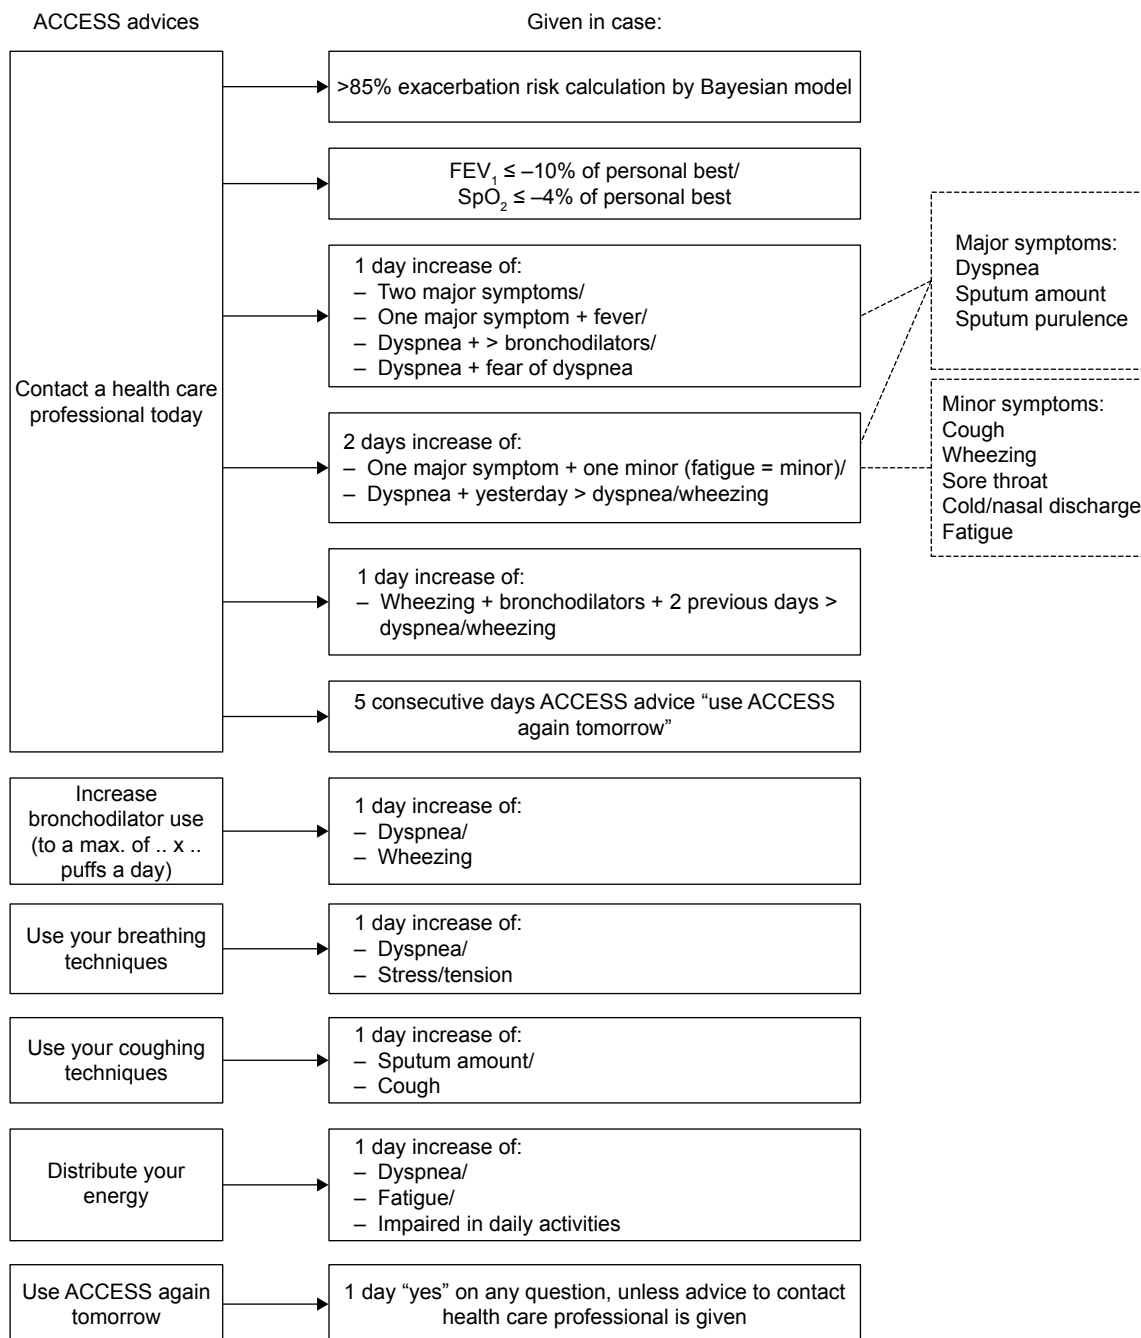 ACCESS advices
Given in case:
Contact a health care
professional today
>85% exacerbation risk calculation by Bayesian model
FEV₁ ≤ –10% of personal best/
SpO₂ ≤ –4% of personal best
1 day increase of:
– Two major symptoms/
– One major symptom + fever/
– Dyspnea + > bronchodilators/
– Dyspnea + fear of dyspnea
2 days increase of:
– One major symptom + one minor (fatigue = minor)/
– Dyspnea + yesterday > dyspnea/wheezing
Major symptoms:
Dyspnea
Sputum amount
Sputum purulence
Minor symptoms:
Cough
Wheezing
Sore throat
Cold/nasal discharge
Fatigue
1 day increase of:
– Wheezing + bronchodilators + 2 previous days >
dyspnea/wheezing
5 consecutive days ACCESS advice “use ACCESS
again tomorrow”
Increase
bronchodilator use
(to a max. of .. x ..
puffs a day)
1 day increase of:
– Dyspnea/
– Wheezing
Use your breathing
techniques
1 day increase of:
– Dyspnea/
– Stress/tension
Use your coughing
techniques
1 day increase of:
– Sputum amount/
– Cough
Distribute your
energy
1 day increase of:
– Dyspnea/
– Fatigue/
– Impaired in daily activities
Use ACCESS again
tomorrow
1 day “yes” on any question, unless advice to contact
health care professional is given